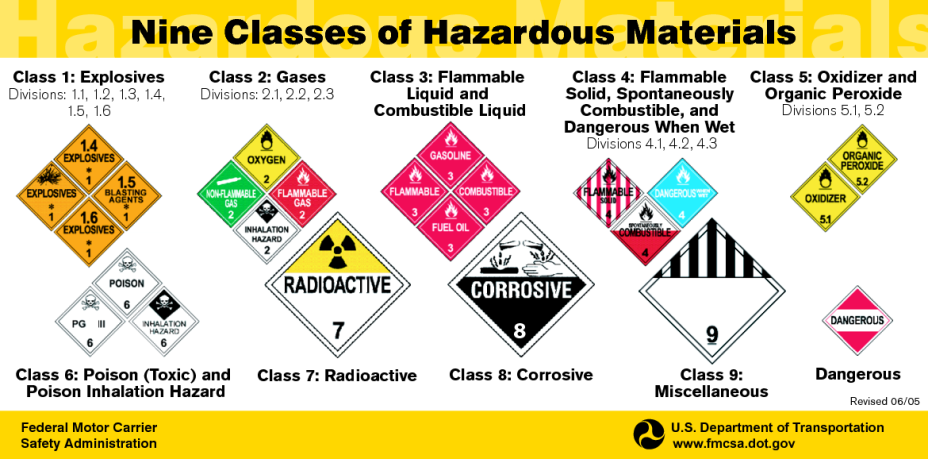 Hazardous Materials
Nine Classes of Hazardous Materials
Class 1: Explosives
Divisions: 1.1, 1.2, 1.3, 1.4,
1.5, 1.6
Class 2: Gases
Divisions: 2.1, 2.2, 2.3
Class 3: Flammable
Liquid and
Combustible Liquid
Class 4: Flammable
Solid, Spontaneously
Combustible, and
Dangerous When Wet
Divisions 4.1, 4.2, 4.3
Class 5: Oxidizer and
Organic Peroxide
Divisions 5.1, 5.2
1.4
EXPLOSIVES
*
1
EXPLOSIVES
*
1
1.5
BLASTING
AGENTS
*
1
1.6
EXPLOSIVES
*
1
OXYGEN
2
NON-FLAMMABLE
GAS
2
FLAMMABLE
GAS
2
INHALATION
HAZARD
2
GASOLINE
3
FLAMMABLE
3
COMBUSTIBLE
3
FUEL OIL
3
FLAMMABLE
SOLID
4
DANGEROUS WHEN WET
4
SPONTANEOUSLY
COMBUSTIBLE
4
ORGANIC
PEROXIDE
5.2
OXIDIZER
5.1
POISON
6
PG III
6
INHALATION
HAZARD
6
RADIOACTIVE
7
CORROSIVE
8
9
DANGEROUS
Class 6: Poison (Toxic) and
Poison Inhalation Hazard
Class 7: Radioactive
Class 8: Corrosive
Class 9:
Miscellaneous
Dangerous
Revised 06/05
Federal Motor Carrier
Safety Administration
U.S. Department of Transportation
www.fmcsa.dot.gov